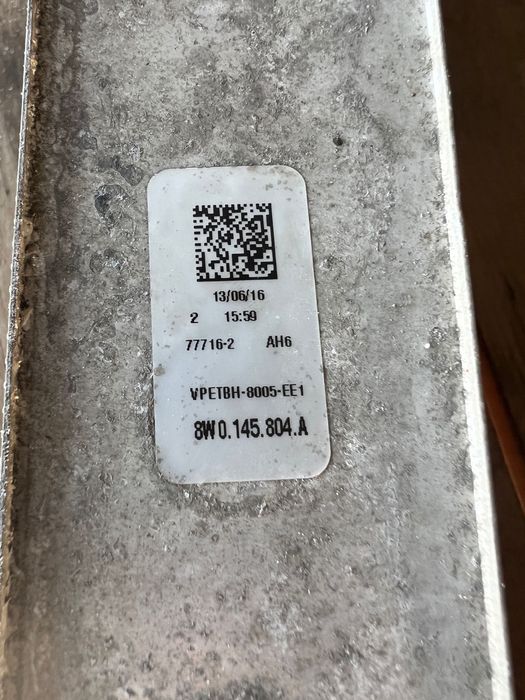 13/06/16
2 15:59
77716-2 AH6
VPETBH-8005-EE1
8W0.145.804.A